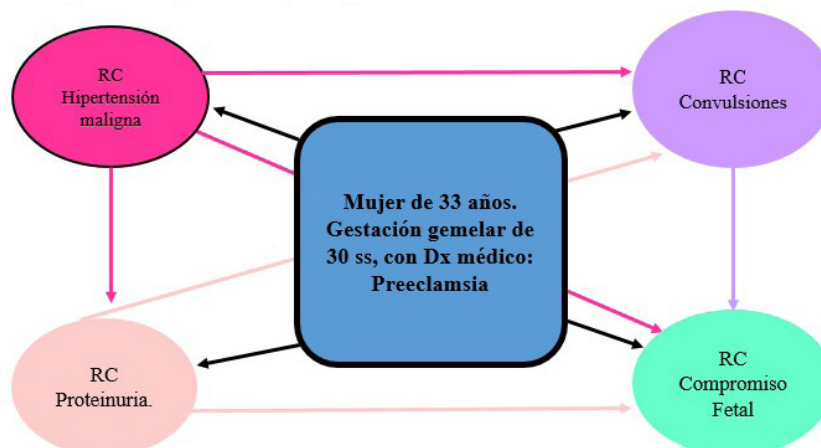 RC
Hipertensión
maligna
RC
Convulsiones
Mujer de 33 años.
Gestación gemelar de
30 ss, con Dx médico:
Preeclamsia
RC
Proteinuria.
RC
Compromiso
Fetal